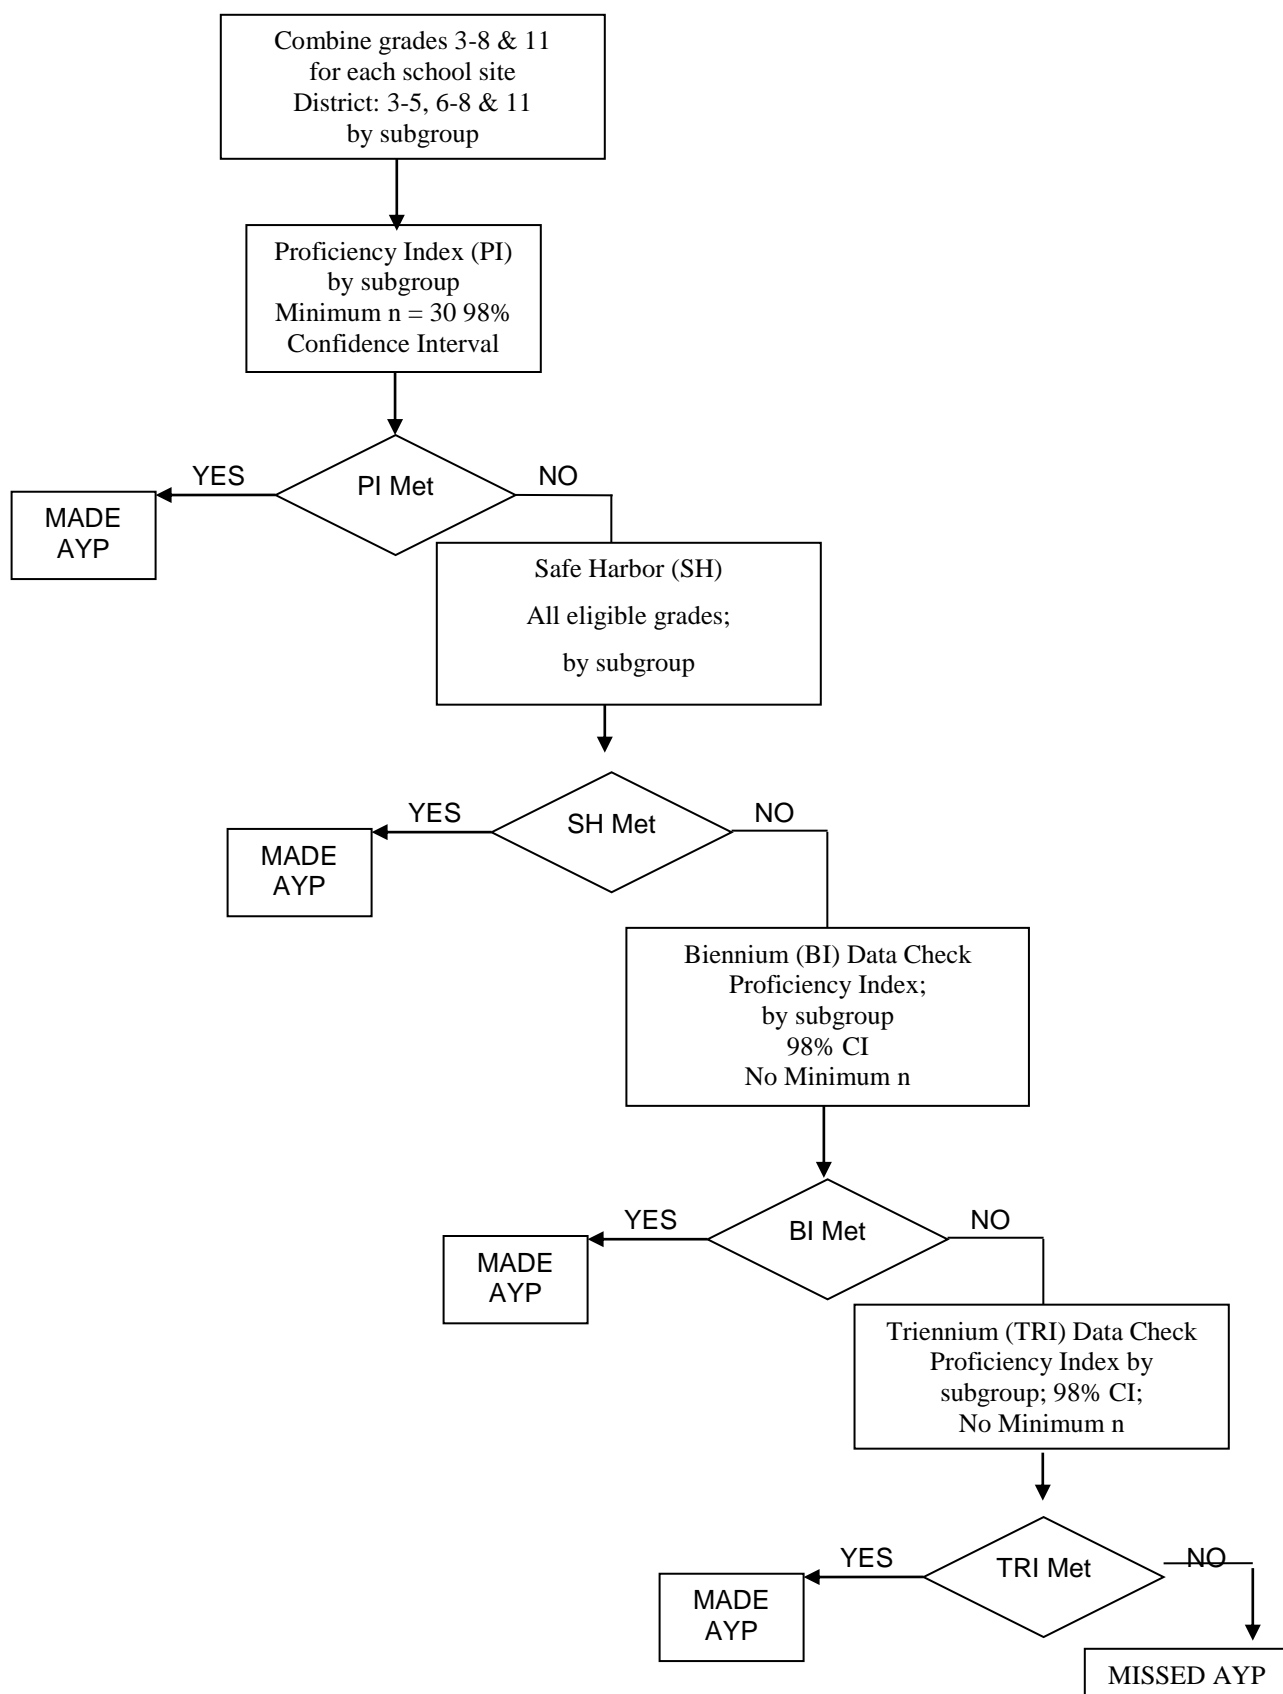 Combine grades 3-8 & 11
for each school site
District: 3-5, 6-8 & 11
by subgroup
Proficiency Index (PI)
by subgroup
Minimum n = 30 98%
Confidence Interval
PI Met
YES
NO
MADE
AYP
Safe Harbor (SH)
All eligible grades;
by subgroup
SH Met
YES
NO
MADE
AYP
Biennium (BI) Data Check
Proficiency Index;
by subgroup
98% CI
No Minimum n
BI Met
YES
NO
MADE
AYP
Triennium (TRI) Data Check
Proficiency Index by
subgroup; 98% CI;
No Minimum n
TRI Met
YES
NO
MADE
AYP
MISSED AYP